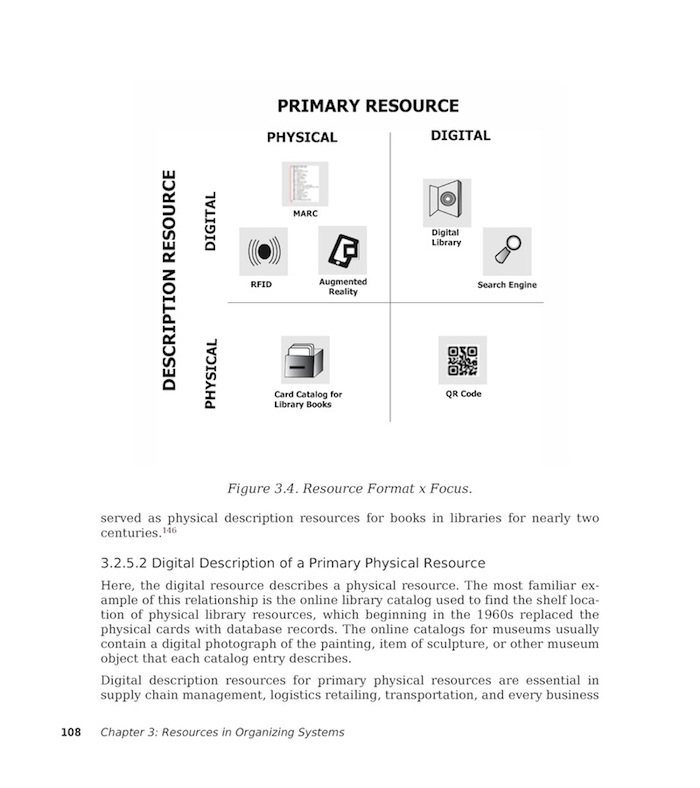 PRIMARY RESOURCE
PHYSICAL
DIGITAL
DESCRIPTION RESOURCE
DIGITAL
MARC
RFID
Augmented
Reality
Digital
Library
Search Engine
PHYSICAL
Card Catalog for
Library Books
QR Code
Figure 3.4. Resource Format x Focus.
served as physical description resources for books in libraries for nearly two
centuries.146
3.2.5.2 Digital Description of a Primary Physical Resource
Here, the digital resource describes a physical resource. The most familiar ex-
ample of this relationship is the online library catalog used to find the shelf loca-
tion of physical library resources, which beginning in the 1960s replaced the
physical cards with database records. The online catalogs for museums usually
contain a digital photograph of the painting, item of sculpture, or other museum
object that each catalog entry describes.
Digital description resources for primary physical resources are essential in
supply chain management, logistics retailing, transportation, and every business
108 Chapter 3: Resources in Organizing Systems